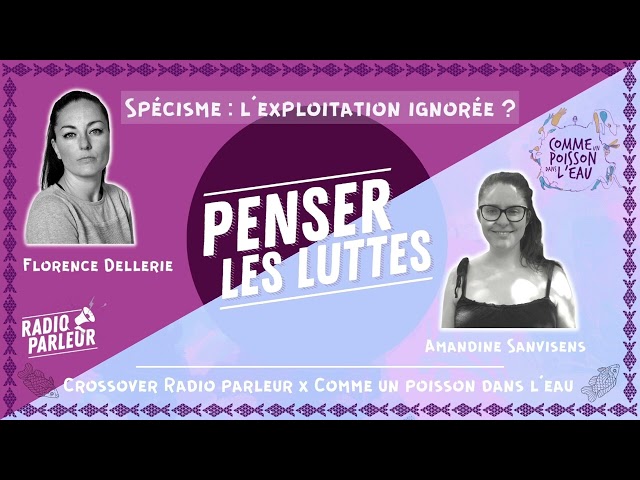 Spécisme : l'exploitation ignorée ?
COMME UN
POISSON
DANS L'EAU
PENSER
LES LUTTES
Florence Dellerie
RADIO
PARLEUR
Amandine Sanvisens
Crossover Radio parleur x Comme un poisson dans l'eau